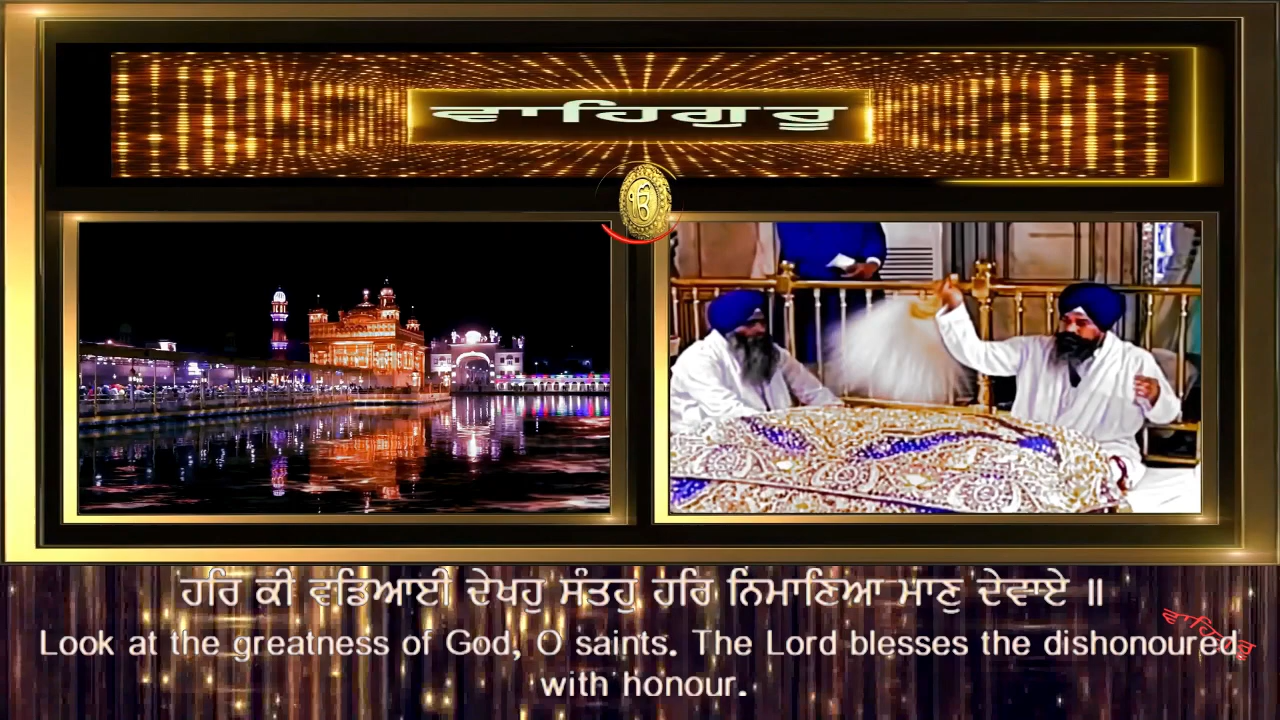 ਵਾਹਿਗੁਰੂ
ੴ
ਹਰਿ ਕੀ ਵਡਿਆਈ ਦੇਖਹੁ ਸੰਤਹੁ ਹਰਿ ਨਿਮਾਣਿਆ ਮਾਣੁ ਦੇਵਾਏ ॥
Look at the greatness of God, O saints. The Lord blesses the dishonoured
with honour.
ਵਾਹਿਗੁਰੂ